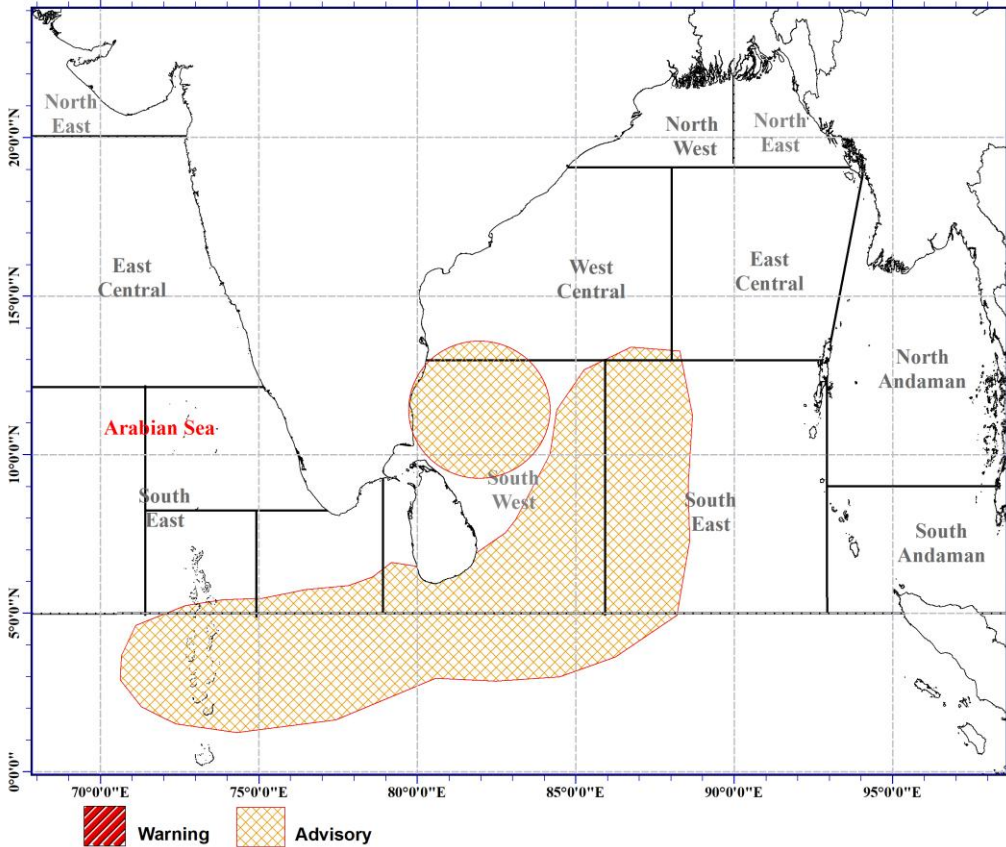 North
East
North
West
North
East
20°0'0"N
East
Central
West
Central
East
Central
15°0'0"N
North
Andaman
Arabian Sea
10°0'0"N
South
East
South
West
South
East
South
Andaman
5°0'0"N
0°0'0"
70°0'0"E
75°0'0"E
80°0'0"E
85°0'0"E
90°0'0"E
95°0'0"E
Warning
Advisory